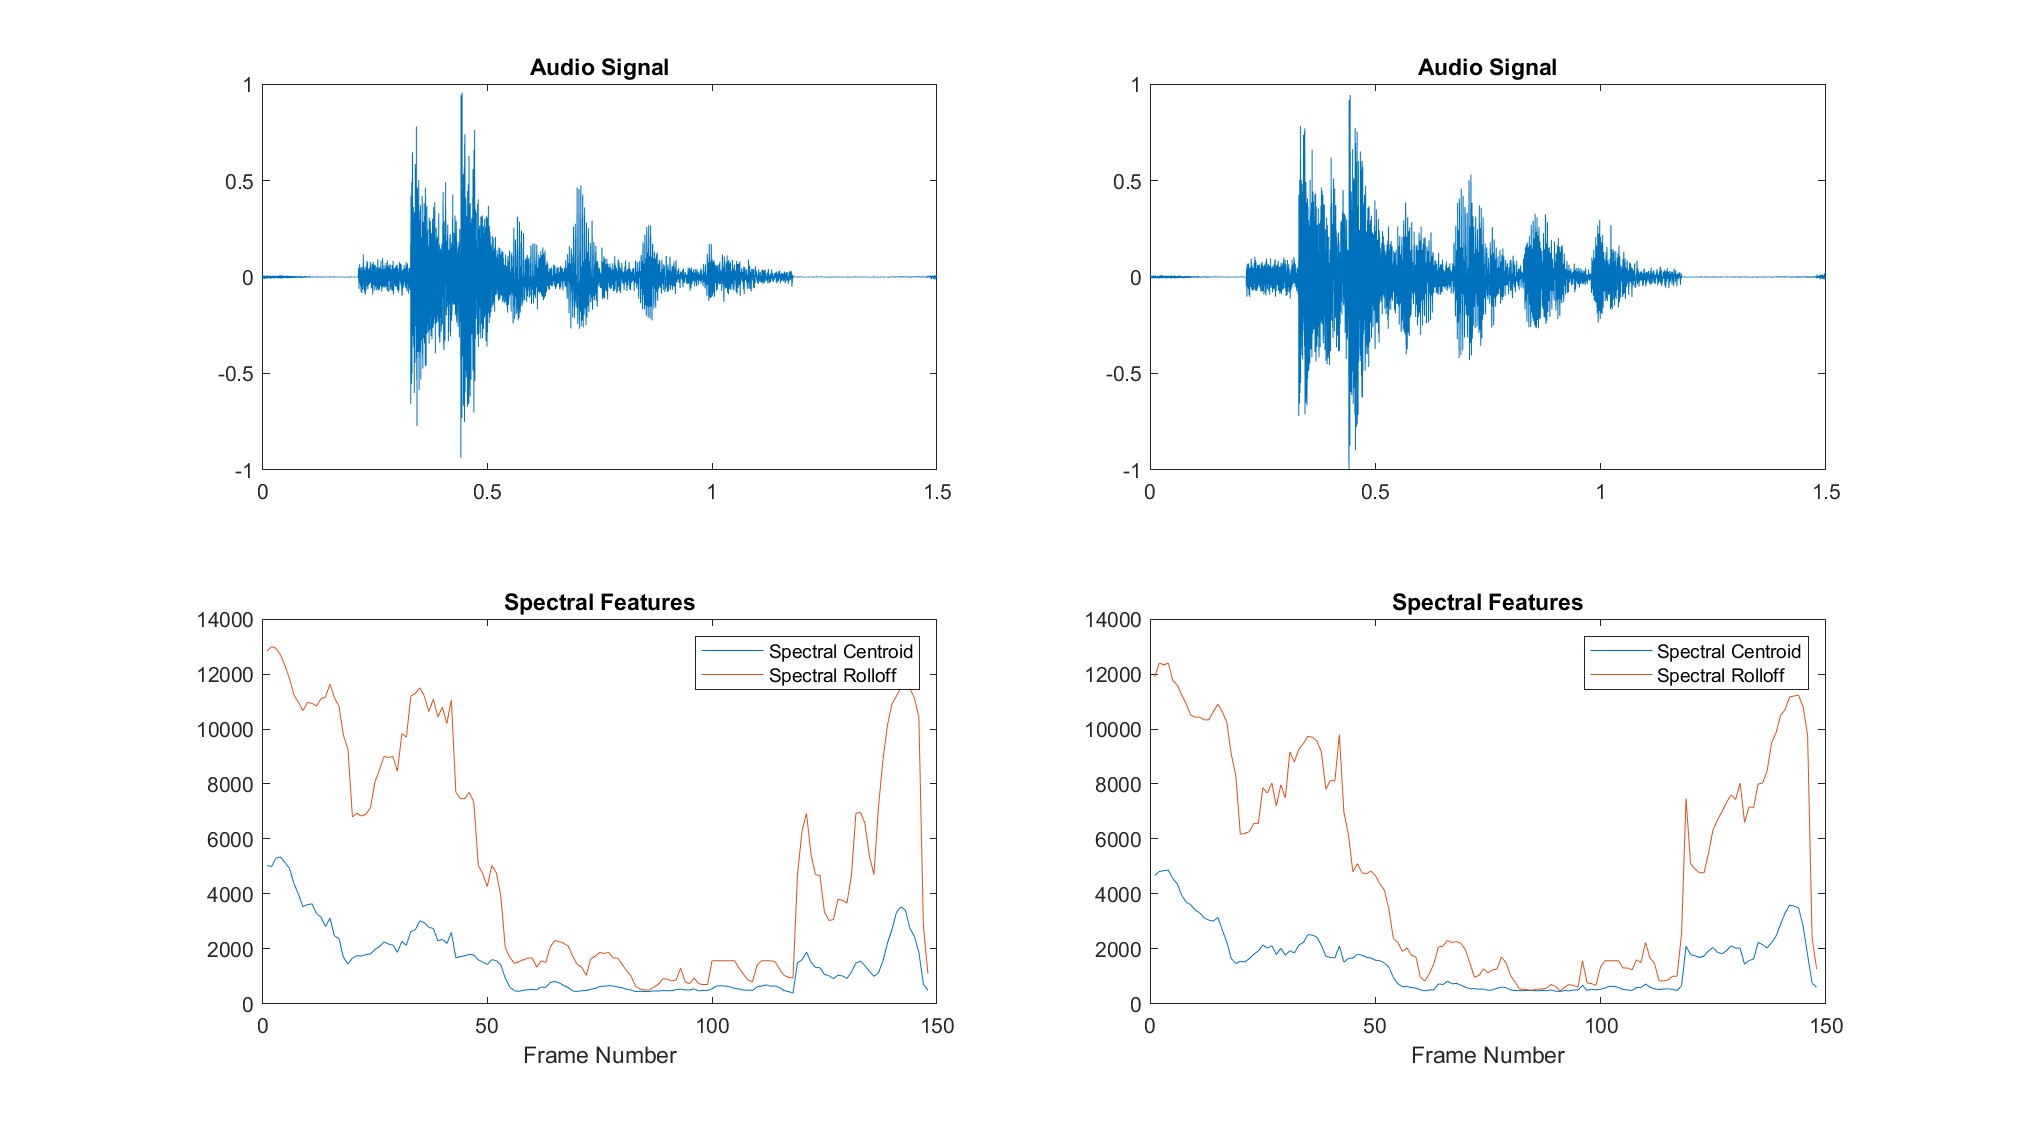 Audio Signal
1
0.5
0
-0.5
-1
0 0.5 1 1.5
Audio Signal
1
0.5
0
-0.5
-1
0 0.5 1 1.5
Spectral Features
14000
12000
10000
8000
6000
4000
2000
0
Spectral Centroid
Spectral Rolloff
0 50 100 150
Frame Number
Spectral Features
14000
12000
10000
8000
6000
4000
2000
0
Spectral Centroid
Spectral Rolloff
0 50 100 150
Frame Number